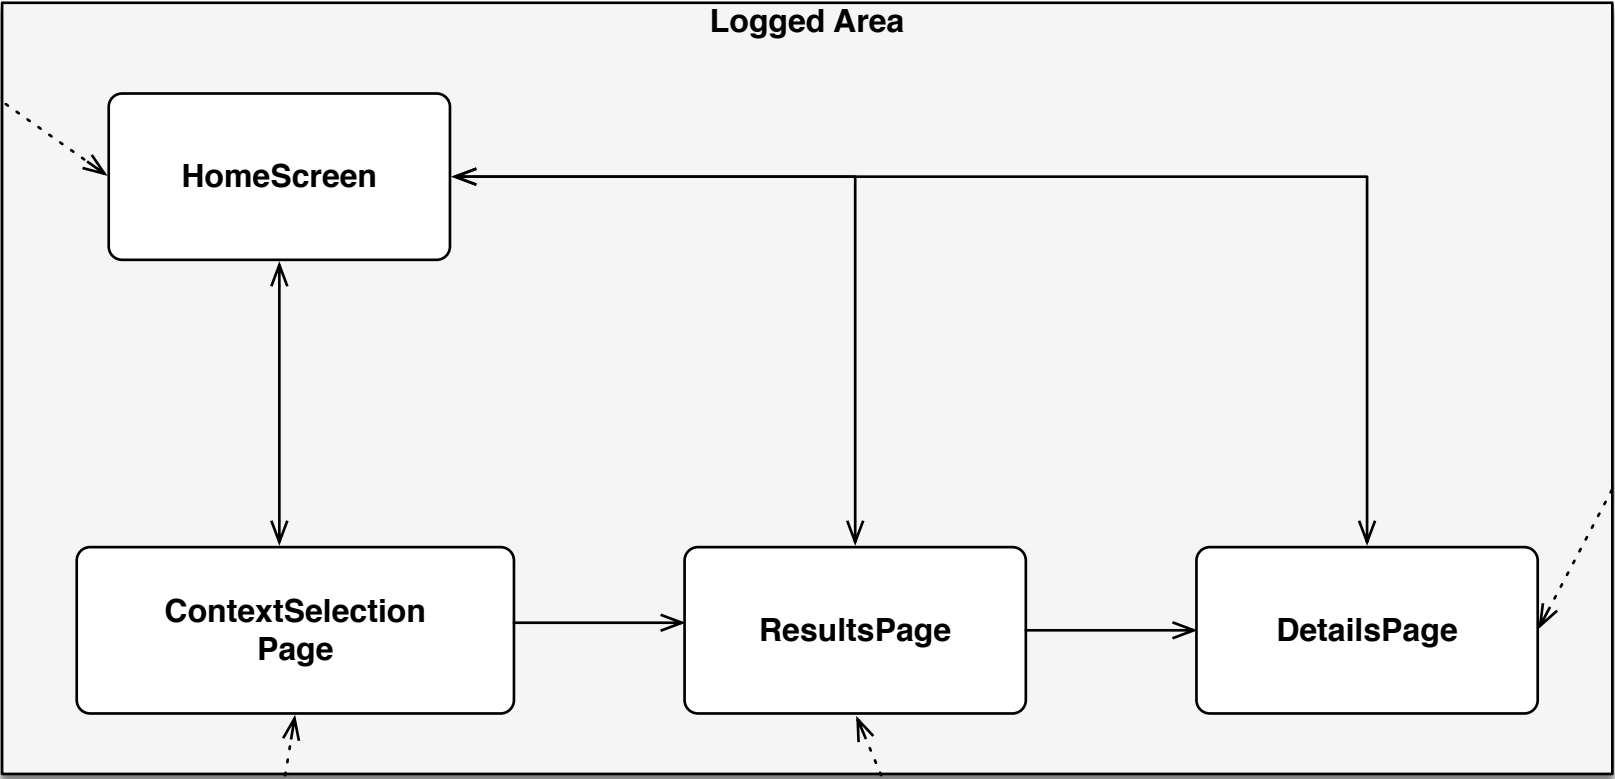 Logged Area
HomeScreen
ContextSelection
Page
ResultsPage
DetailsPage